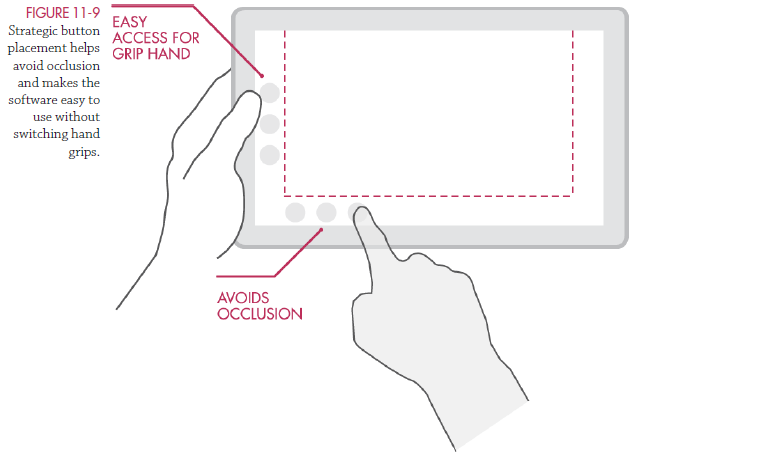 FIGURE 11-9
Strategic button
placement helps
avoid occlusion
and makes the
software easy to
use without
switching hand
grips.
EASY
ACCESS FOR
GRIP HAND
AVOIDS
OCCLUSION